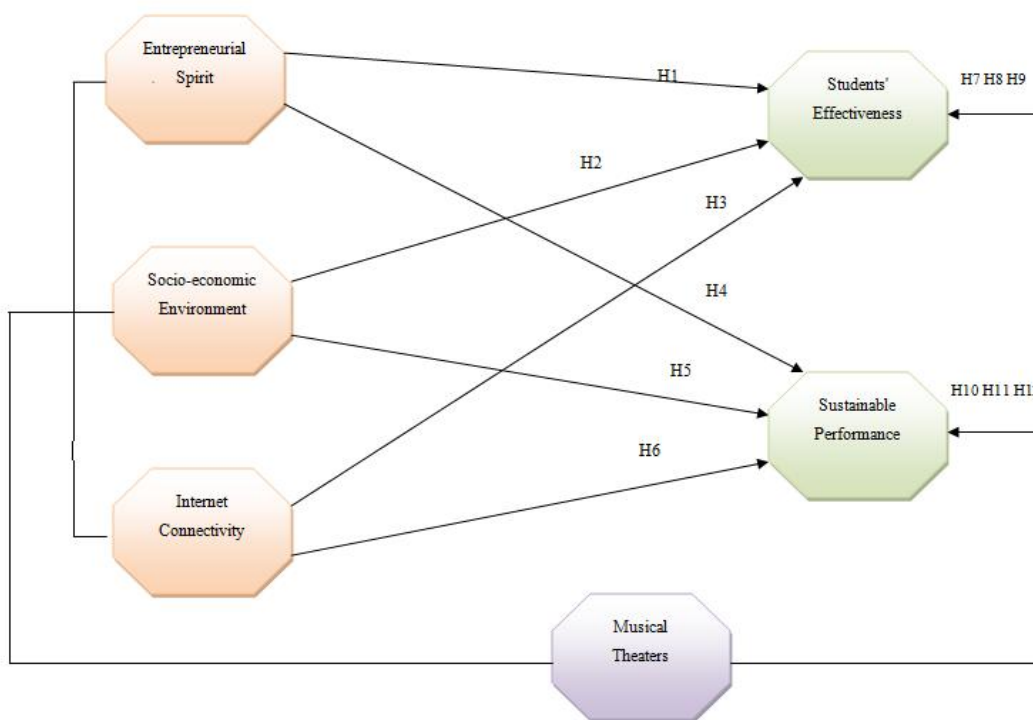 Entrepreneurial
Spirit
.
H1
Students'
Effectiveness
H7 H8 H9
H2
H3
Socio-economic
Environment
H4
H5
Sustainable
Performance
H10 H11 H12
H6
Internet
Connectivity
Musical
Theaters